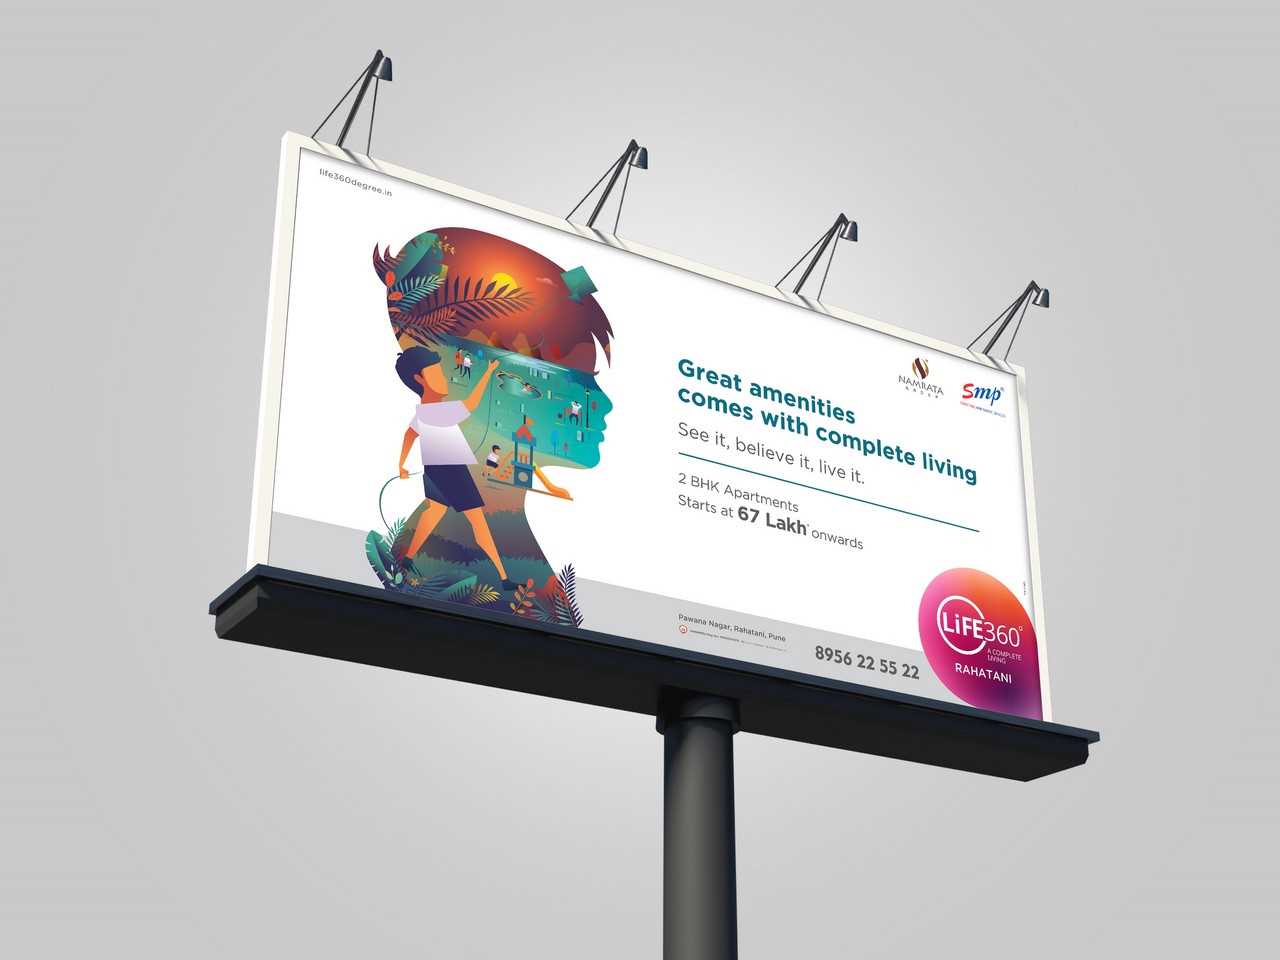 life360degree.in
NAMRATA
GROUP
SMP®
Great amenities
comes with complete living
See it, believe it, live it.
2 BHK Apartments
Starts at 67 Lakh* onwards
Pawana Nagar, Rahatani, Pune
8956 22 55 22
LiFE360°
A COMPLETE
LIVING
RAHATANI